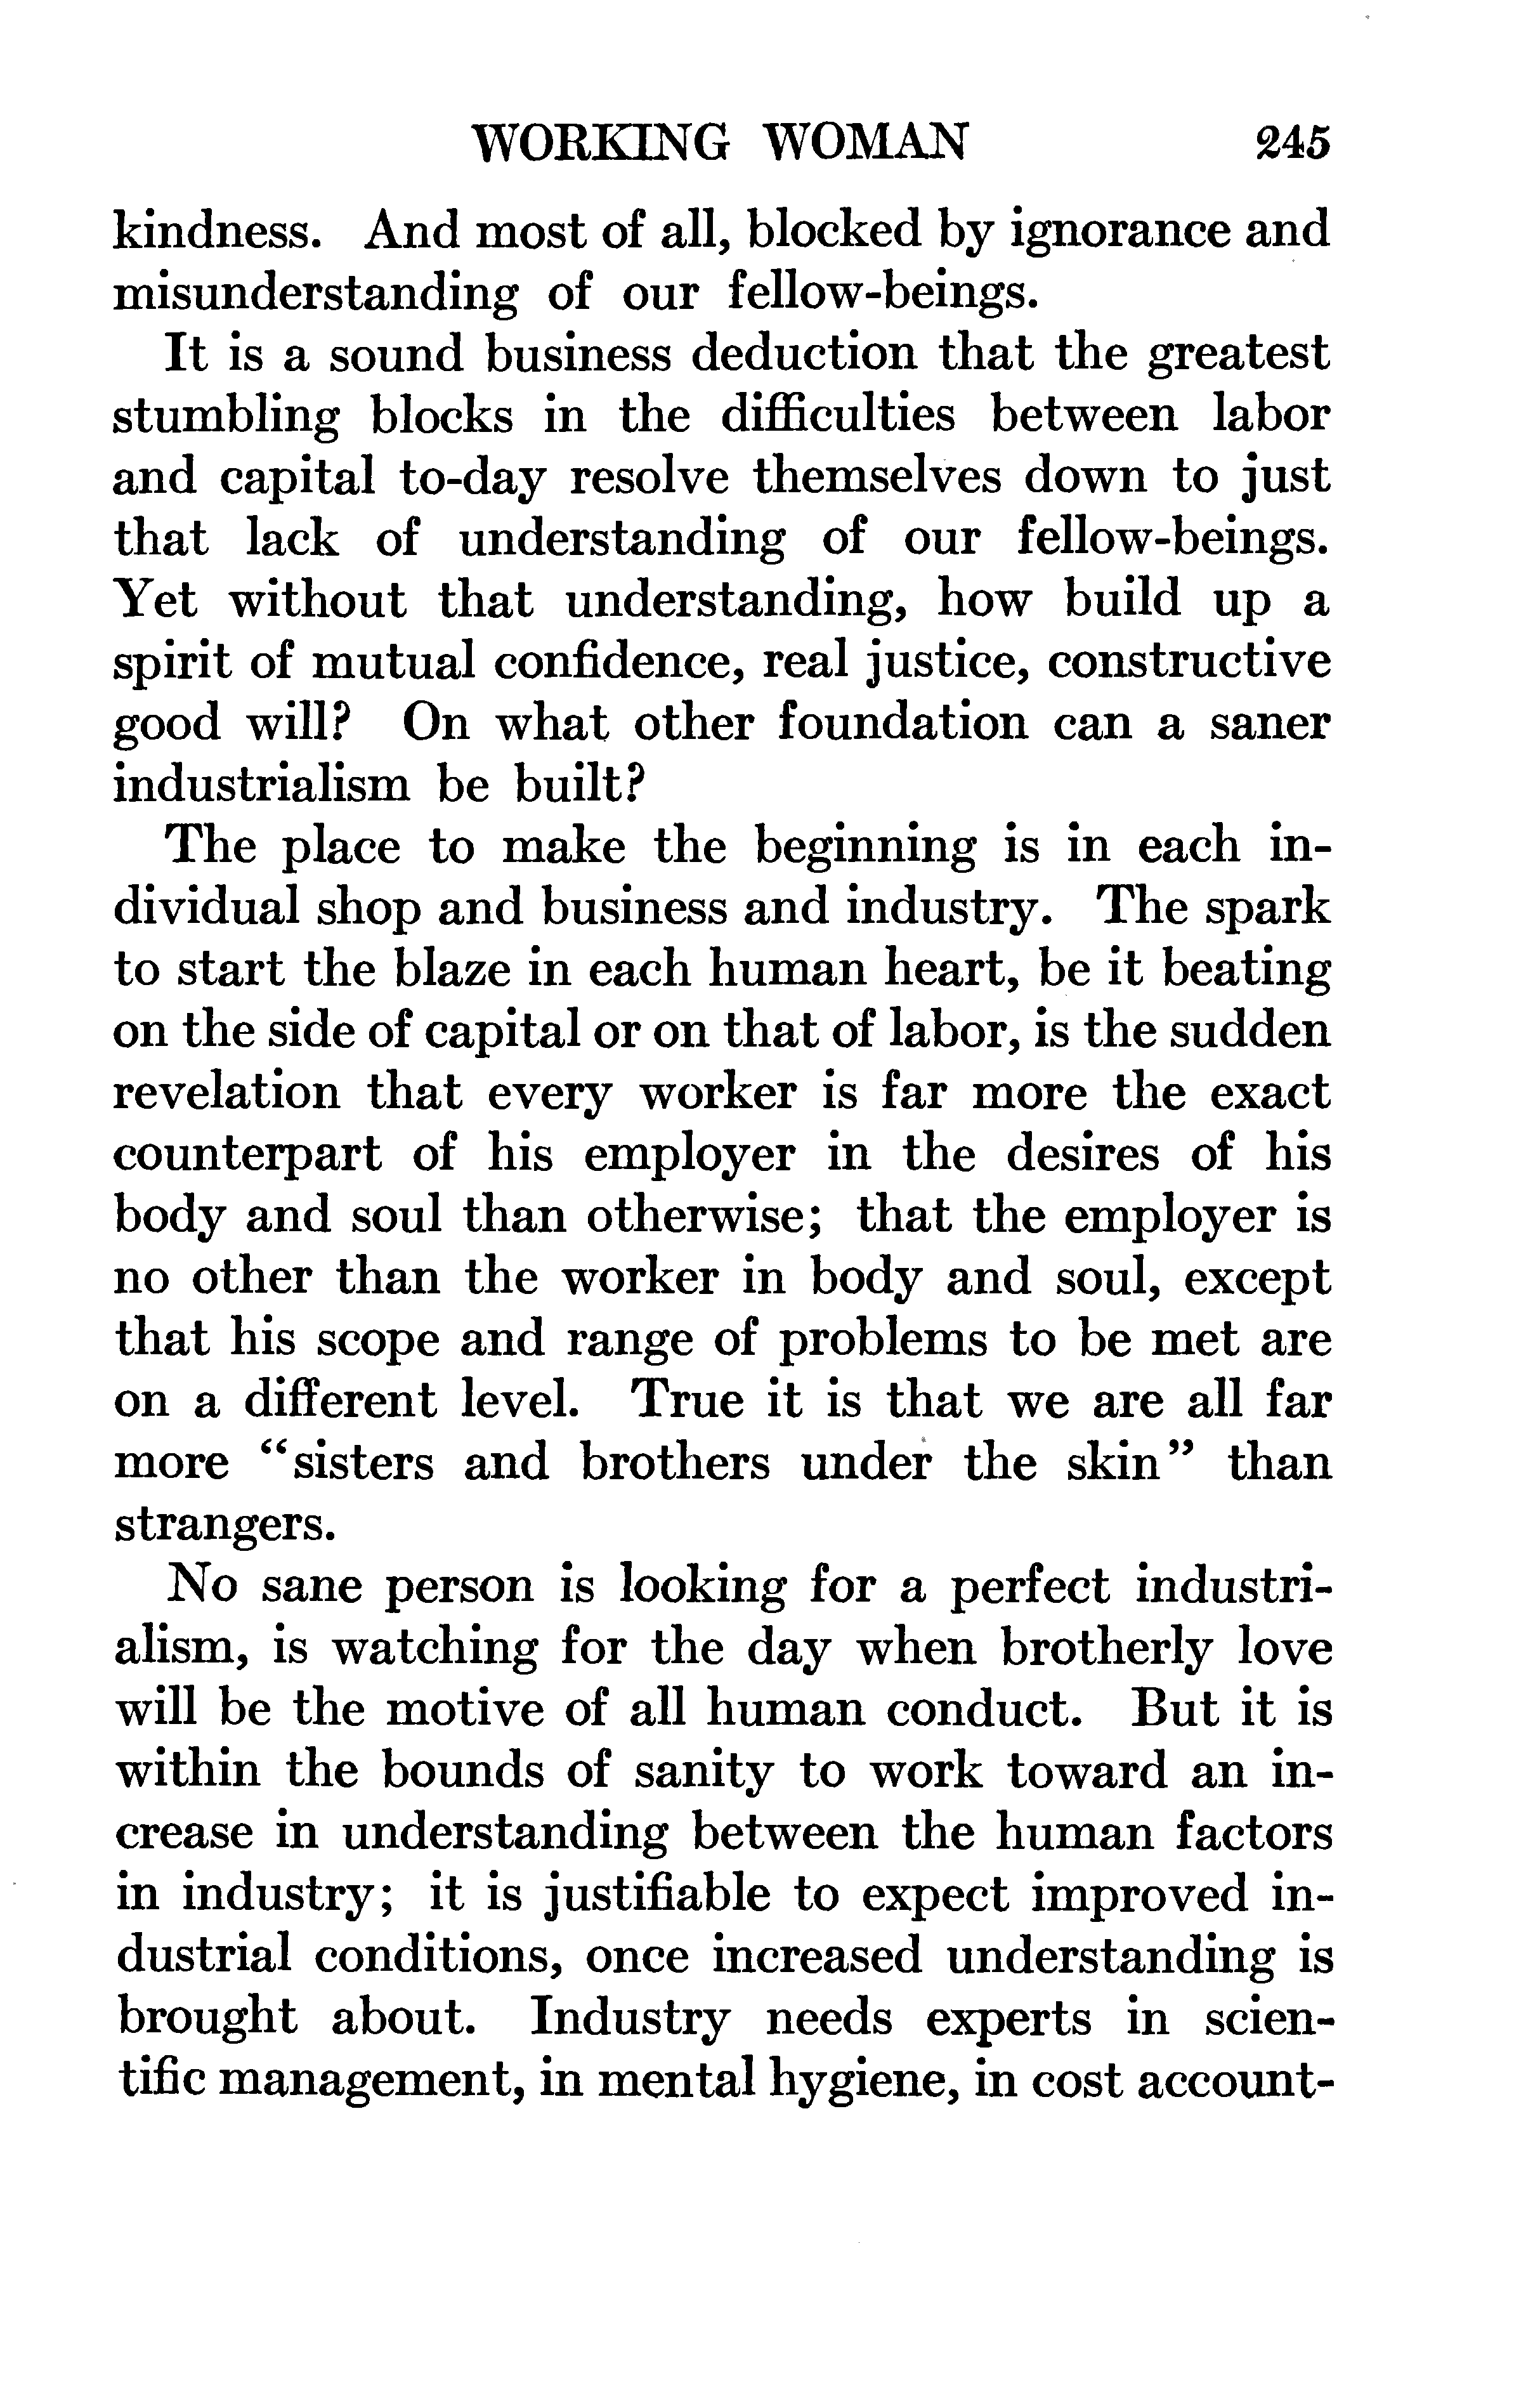 WORKING WOMAN 245
kindness. And most of all, blocked by ignorance and
misunderstanding of our fellow-beings.
It is a sound business deduction that the greatest
stumbling blocks in the difficulties between labor
and capital to-day resolve themselves down to just
that lack of understanding of our fellow-beings.
Yet without that understanding, how build up a
spirit of mutual confidence, real justice, constructive
good will? On what other foundation can a saner
industrialism be built?
The place to make the beginning is in each in-
dividual shop and business and industry. The spark
to start the blaze in each human heart, be it beating
on the side of capital or on that of labor, is the sudden
revelation that every worker is far more the exact
counterpart of his employer in the desires of his
body and soul than otherwise; that the employer is
no other than the worker in body and soul, except
that his scope and range of problems to be met are
on a different level. True it is that we are all far
more "sisters and brothers under the skin" than
strangers.
No sane person is looking for a perfect industri-
alism, is watching for the day when brotherly love
will be the motive of all human conduct. But it is
within the bounds of sanity to work toward an in-
crease in understanding between the human factors
in industry; it is justifiable to expect improved in-
dustrial conditions, once increased understanding is
brought about. Industry needs experts in scien-
tific management, in mental hygiene, in cost account-